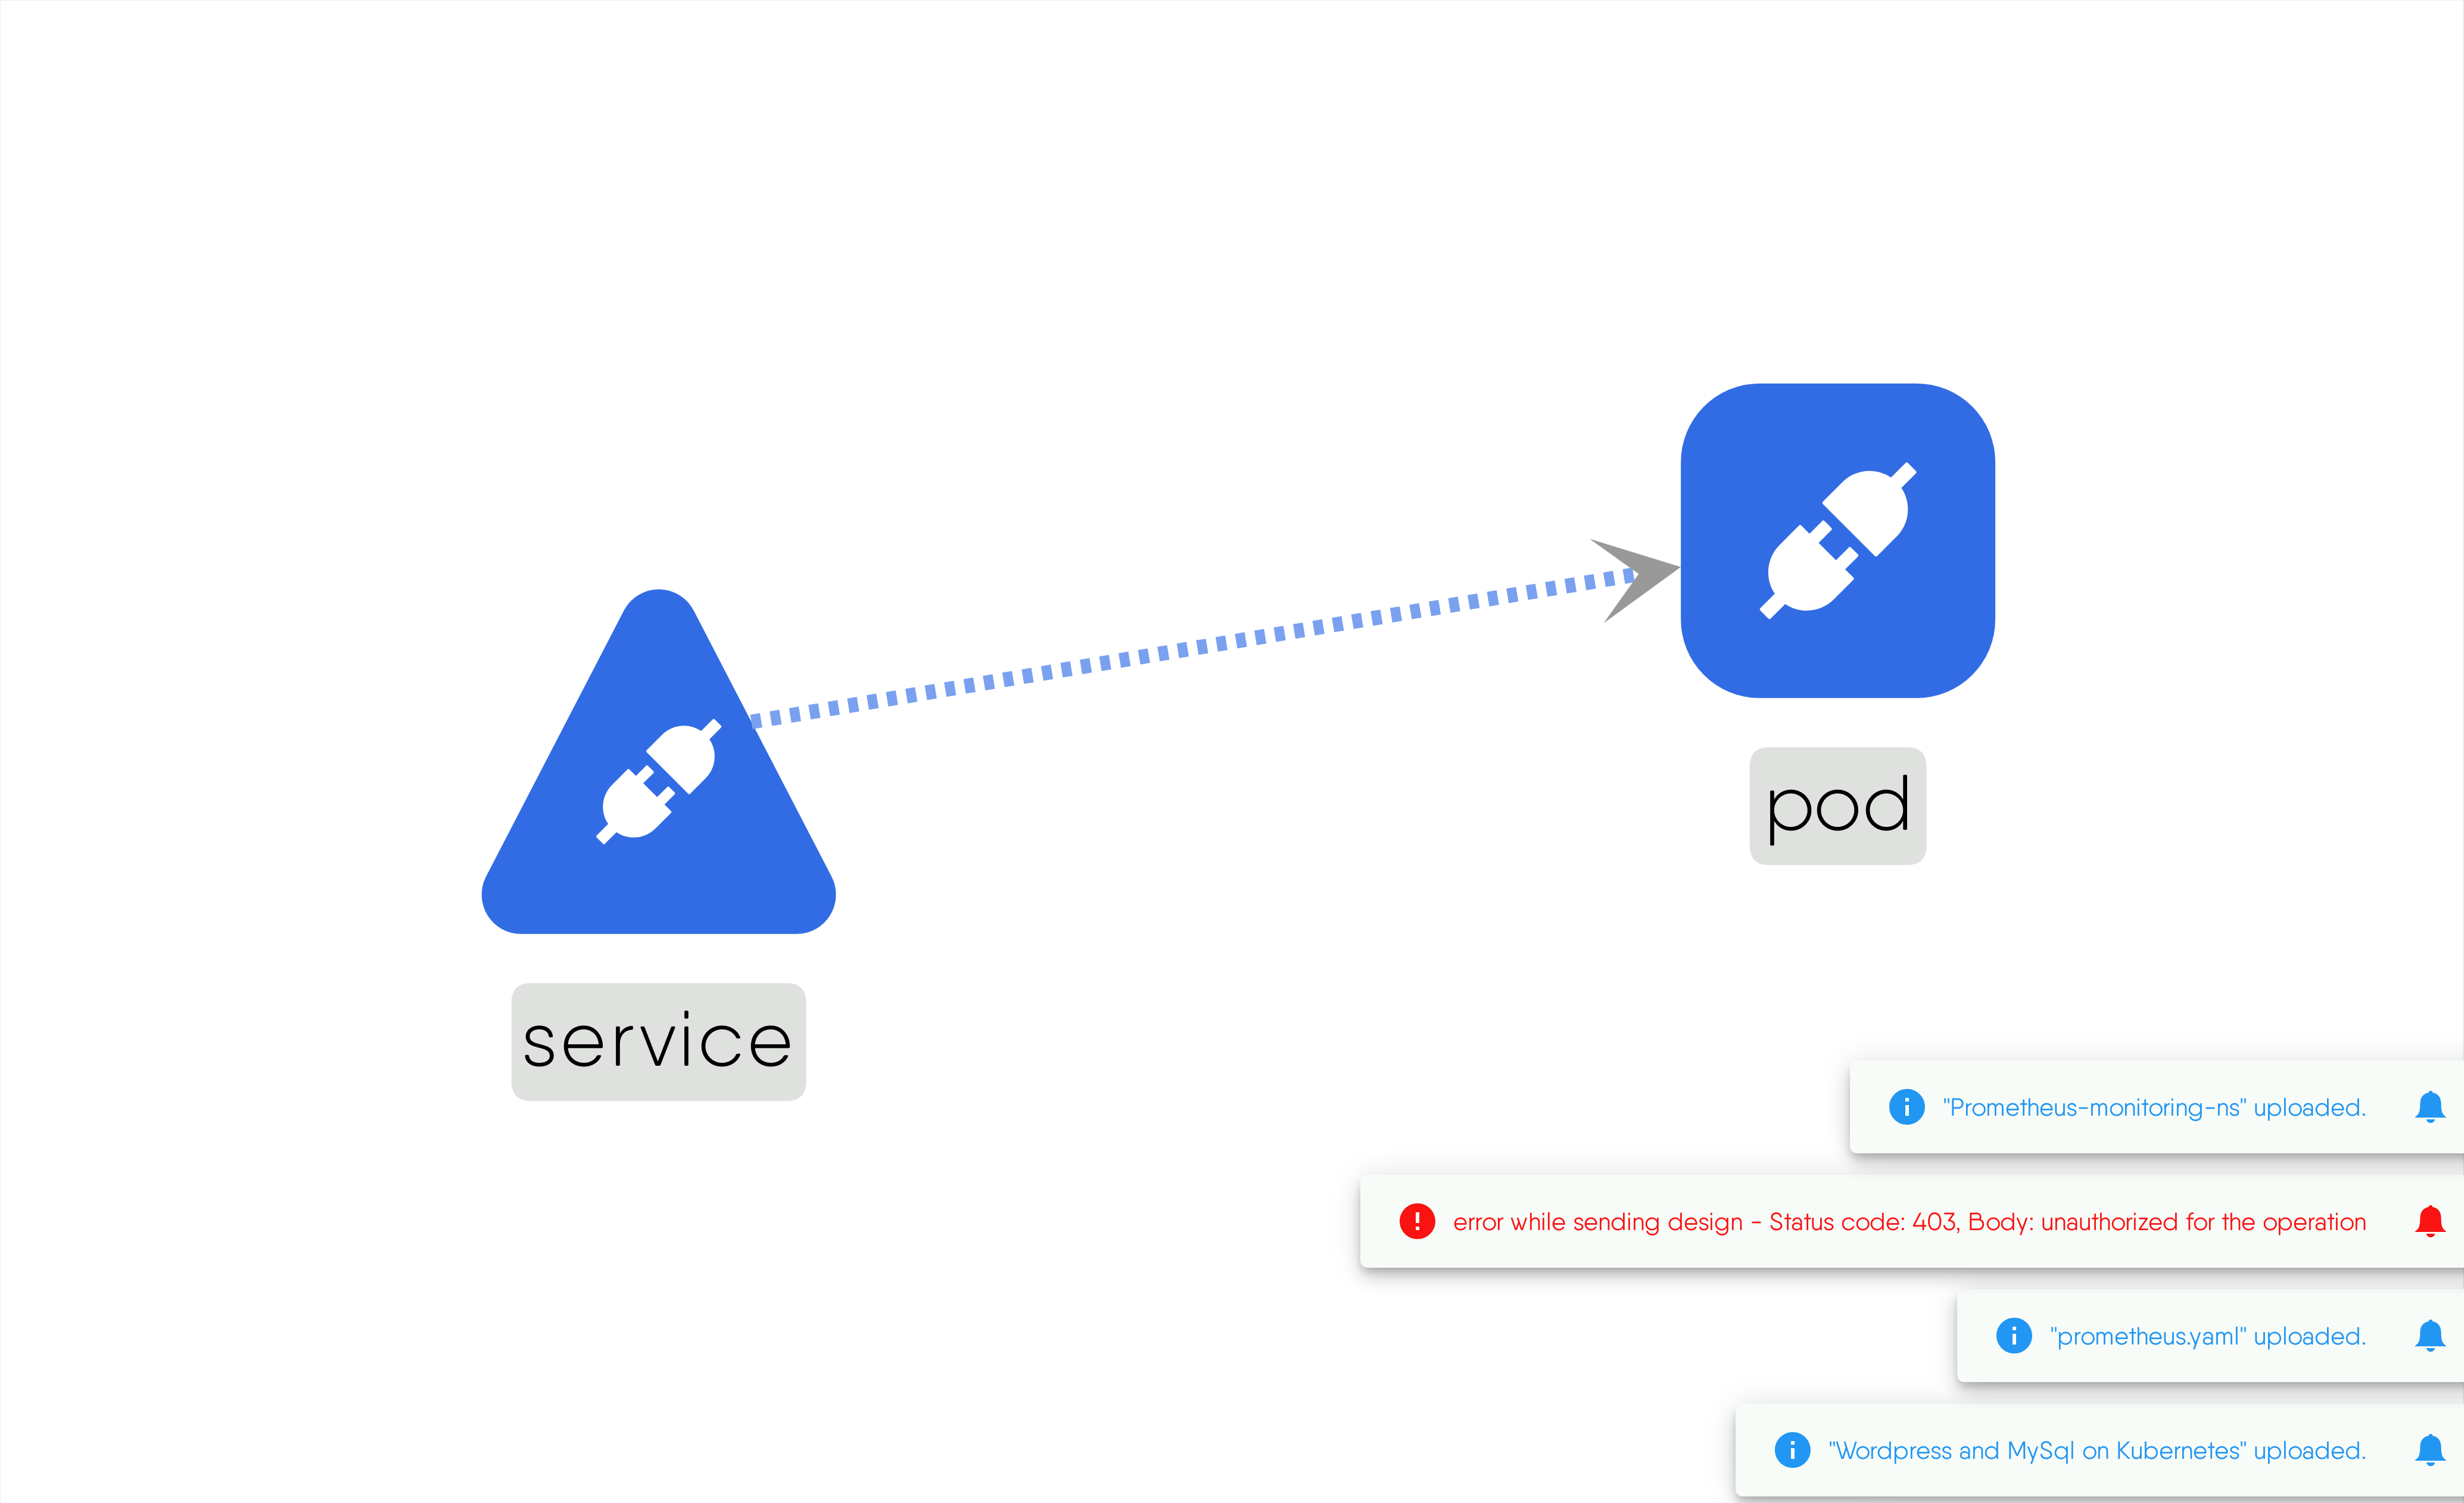 pod
service
"Prometheus-monitoring-ns" uploaded.
error while sending design - Status code: 403, Body: unauthorized for the operation
"prometheus.yaml" uploaded.
"Wordpress and MySql on Kubernetes" uploaded.